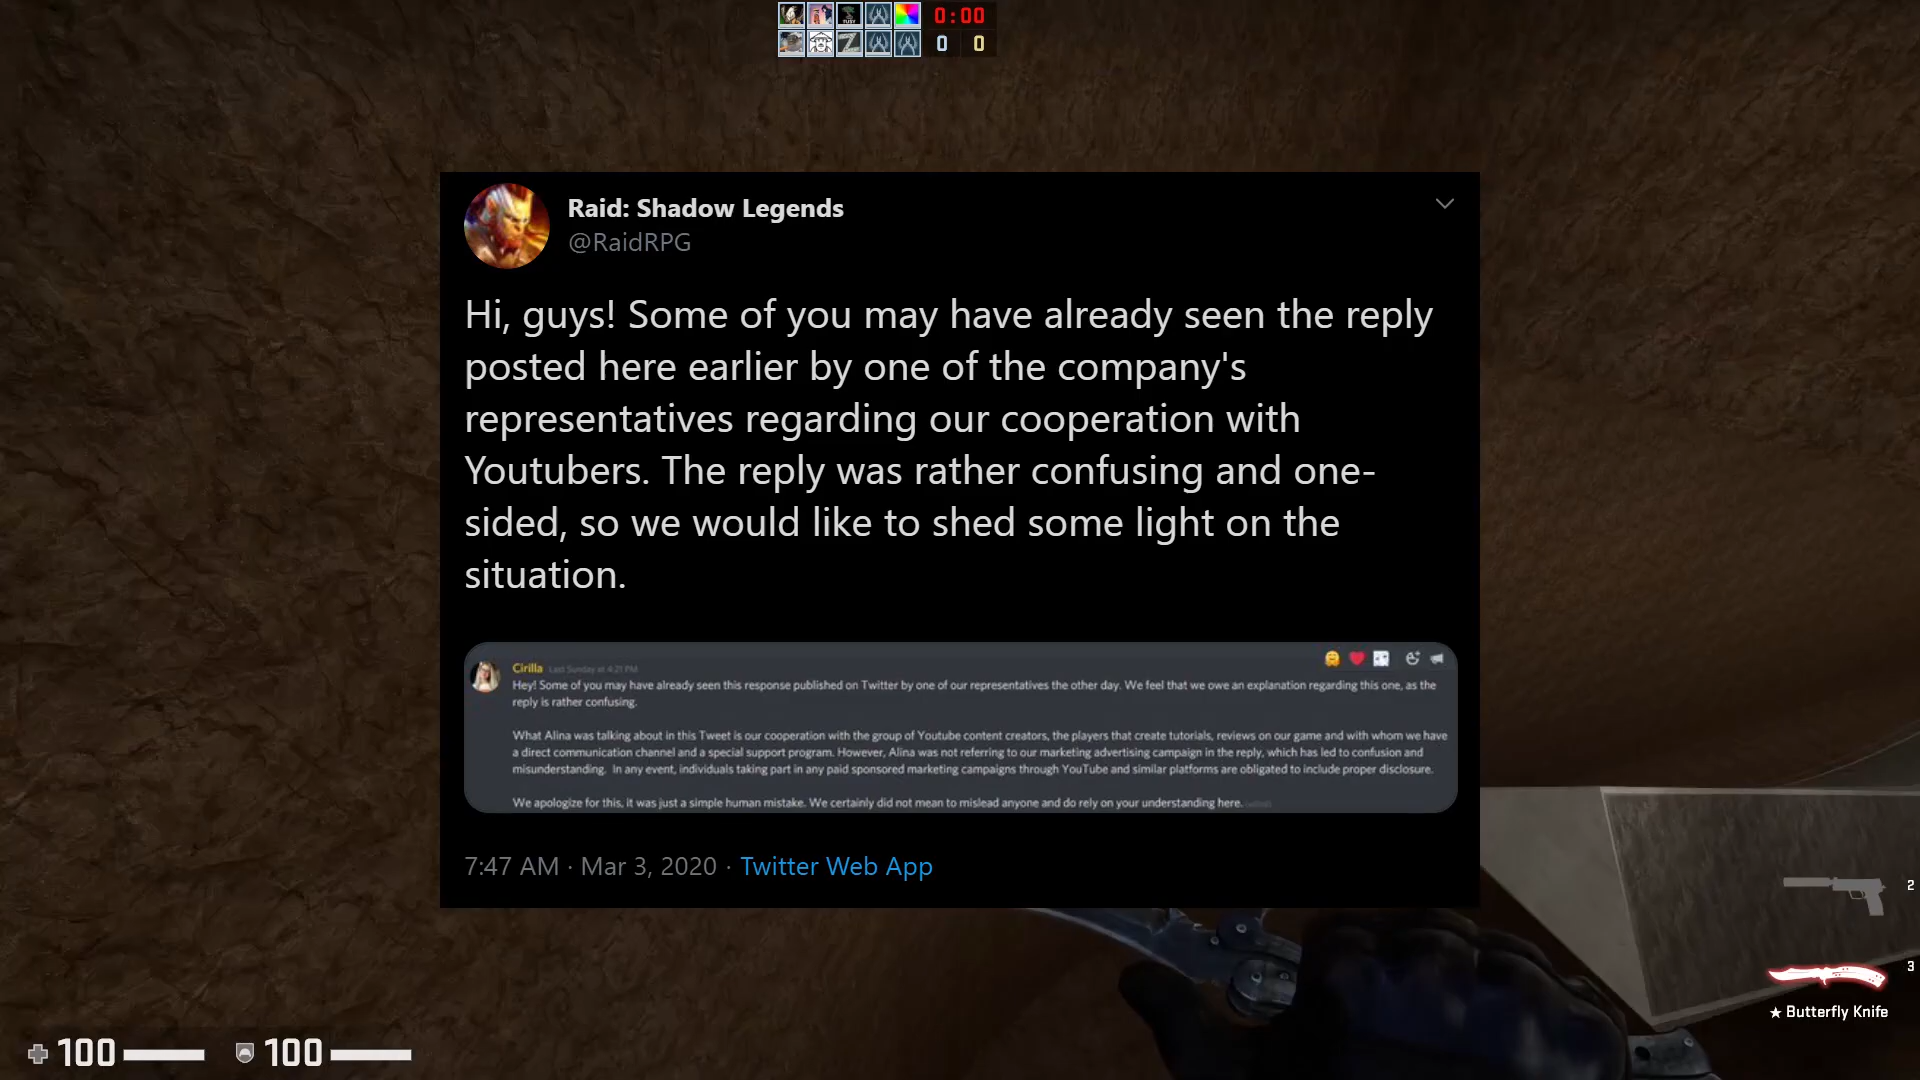 0:00
0 0
Raid: Shadow Legends
@RaidRPG
Hi, guys! Some of you may have already seen the reply
posted here earlier by one of the company's
representatives regarding our cooperation with
Youtubers. The reply was rather confusing and one-
sided, so we would like to shed some light on the
situation.
Cirilla Last Sunday at 4:21 PM
Hey! Some of you may have already seen this response published on Twitter by one of our representatives the other day. We feel that we owe an explanation regarding this one, as the
reply is rather confusing.
What Alina was talking about in this Tweet is our cooperation with the group of Youtube content creators, the players that create tutorials, reviews on our game and with whom we have
a direct communication channel and a special support program. However, Alina was not referring to our marketing advertising campaign in the reply, which has led to confusion and
misunderstanding. In any event, individuals taking part in any paid sponsored marketing campaigns through YouTube and similar platforms are obligated to include proper disclosure.
We apologize for this, it was just a simple human mistake. We certainly did not mean to mislead anyone and do rely on your understanding here.
7:47 AM · Mar 3, 2020 · Twitter Web App
2
3
★ Butterfly Knife
100 100